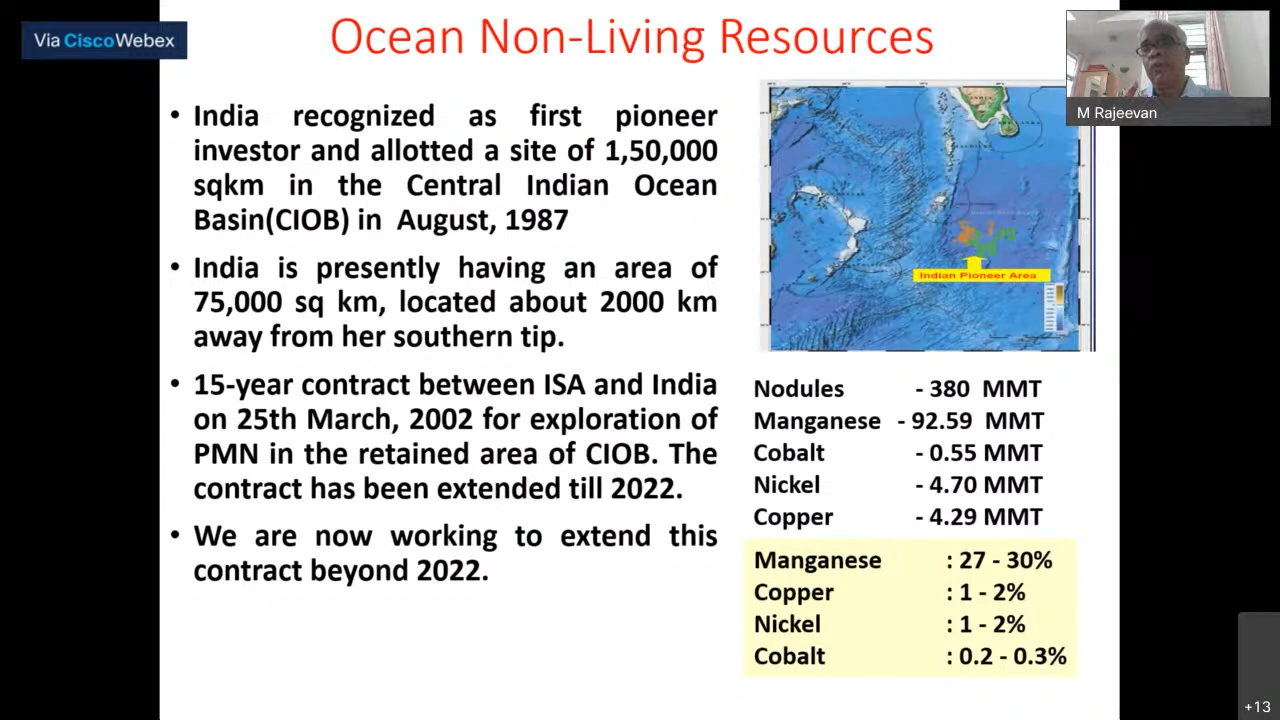 Via Cisco Webex
Ocean Non-Living Resources
M Rajeevan
• India recognized as first pioneer
investor and allotted a site of 1,50,000
sqkm in the Central Indian Ocean
Basin(CIOB) in August, 1987
• India is presently having an area of
75,000 sq km, located about 2000 km
away from her southern tip.
• 15-year contract between ISA and India
on 25th March, 2002 for exploration of
PMN in the retained area of CIOB. The
contract has been extended till 2022.
• We are now working to extend this
contract beyond 2022.
INDIA
Indian Pioneer Area
Nodules - 380 MMT
Manganese - 92.59 MMT
Cobalt - 0.55 MMT
Nickel - 4.70 MMT
Copper - 4.29 MMT
Manganese : 27 - 30%
Copper : 1 - 2%
Nickel : 1 - 2%
Cobalt : 0.2 - 0.3%
+13